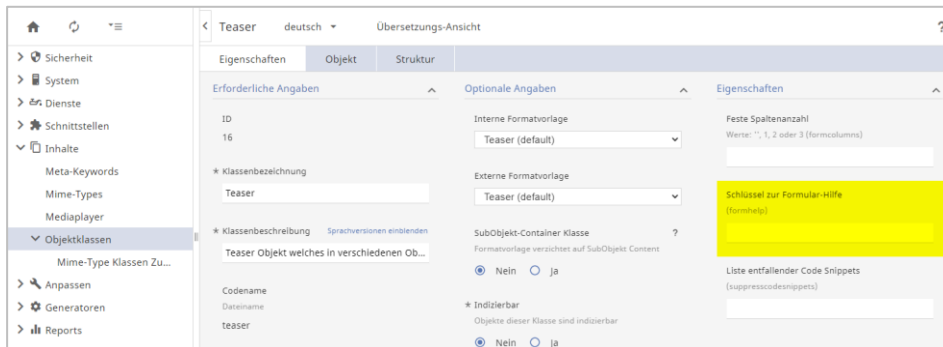 Teaser deutsch Übersetzungs-Ansicht ?
Sicherheit
System
Dienste
Schnittstellen
Inhalte
Meta-Keywords
Mime-Types
Mediaplayer
Objektklassen
Mime-Type Klassen Zu...
Anpassen
Generatoren
Reports
Eigenschaften Objekt Struktur
Erforderliche Angaben
ID
16
* Klassenbezeichnung
Teaser
* Klassenbeschreibung Sprachversionen einblenden
Teaser Objekt welches in verschiedenen Ob...
Codename
Dateiname
teaser
Optionale Angaben
Interne Formatvorlage
Teaser (default)
Externe Formatvorlage
Teaser (default)
SubObjekt-Container Klasse ?
Formatvorlage verzichtet auf SubObjekt Content
Nein Ja
* Indizierbar
Objekte dieser Klasse sind indizierbar
Nein Ja
Eigenschaften
Feste Spaltenanzahl
Werte: '', 1, 2 oder 3 (formcolumns)
Schlüssel zur Formular-Hilfe
(formhelp)
Liste entfallender Code Snippets
(suppresscodesnippets)